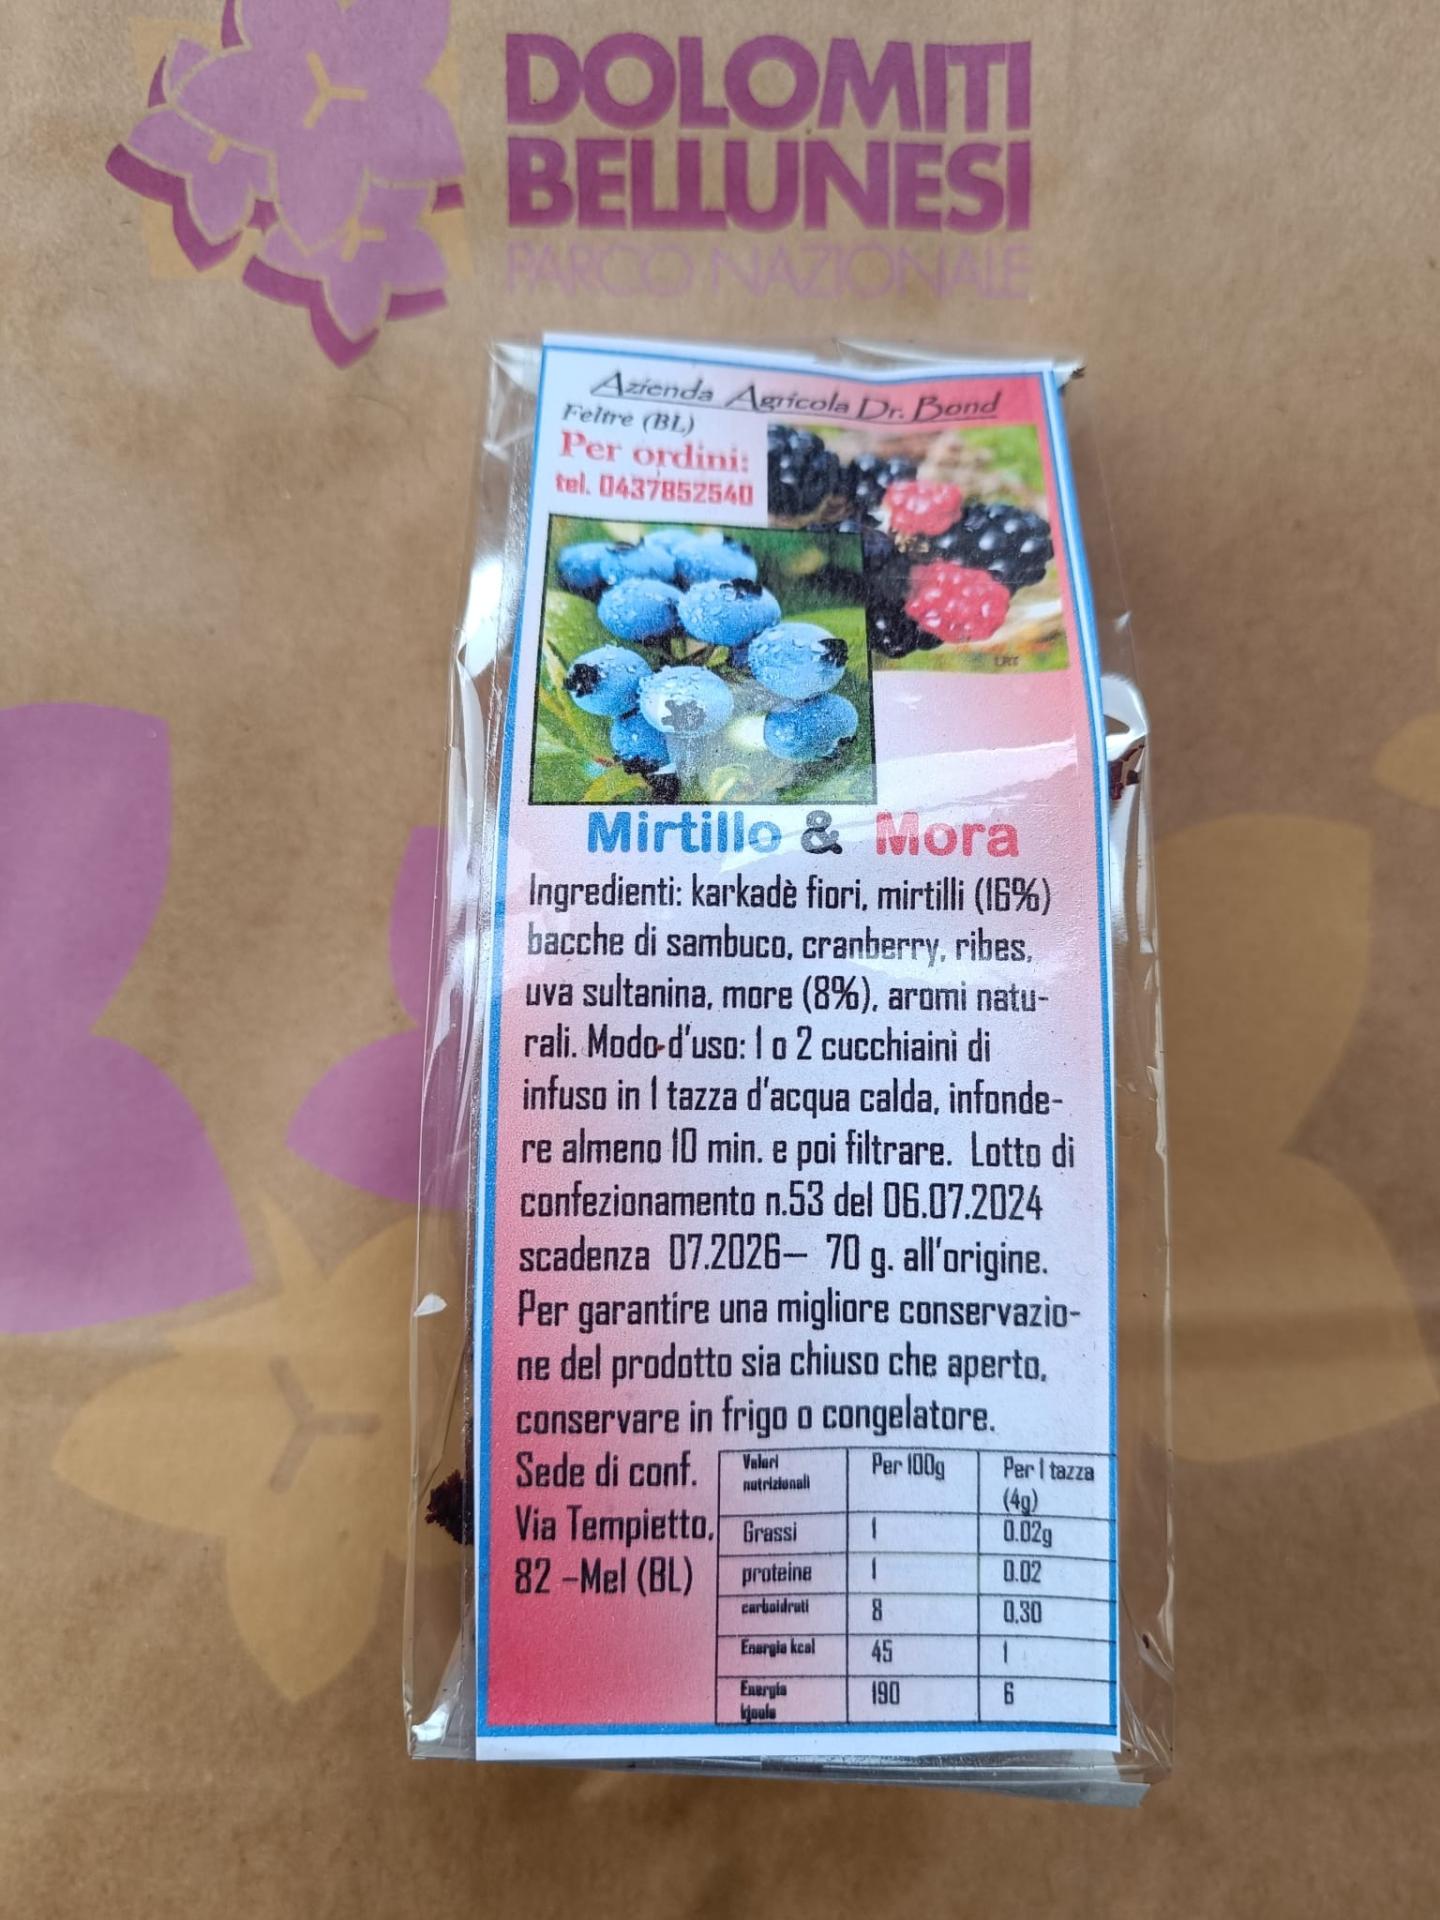 DOLOMITI
BELLUNESI
PARCO NAZIONALE
Azienda Agricola Dr. Bond
Feltre (BL)
Per ordini:
tel. 0437852540
Mirtillo & Mora
Ingredienti: karkadè fiori, mirtilli (16%)
bacche di sambuco, cranberry, ribes,
uva sultanina, more (8%), aromi natu-
rali. Modo d'uso: 1 o 2 cucchiaini di
infuso in 1 tazza d'acqua calda, infonde-
re almeno 10 min. e poi filtrare. Lotto di
confezionamento n.53 del 06.07.2024
scadenza 07.2026– 70 g. all'origine.
Per garantire una migliore conservazio-
ne del prodotto sia chiuso che aperto,
conservare in frigo o congelatore.
Sede di conf.
Via Tempietto,
82 –Mel (BL)
Valori nutrizionali Per 100g Per 1 tazza (4g)
Grassi 1 0.02g
proteine 1 0.02
carboidrati 8 0,30
Energia kcal 45 1
Energia kjoule 190 6